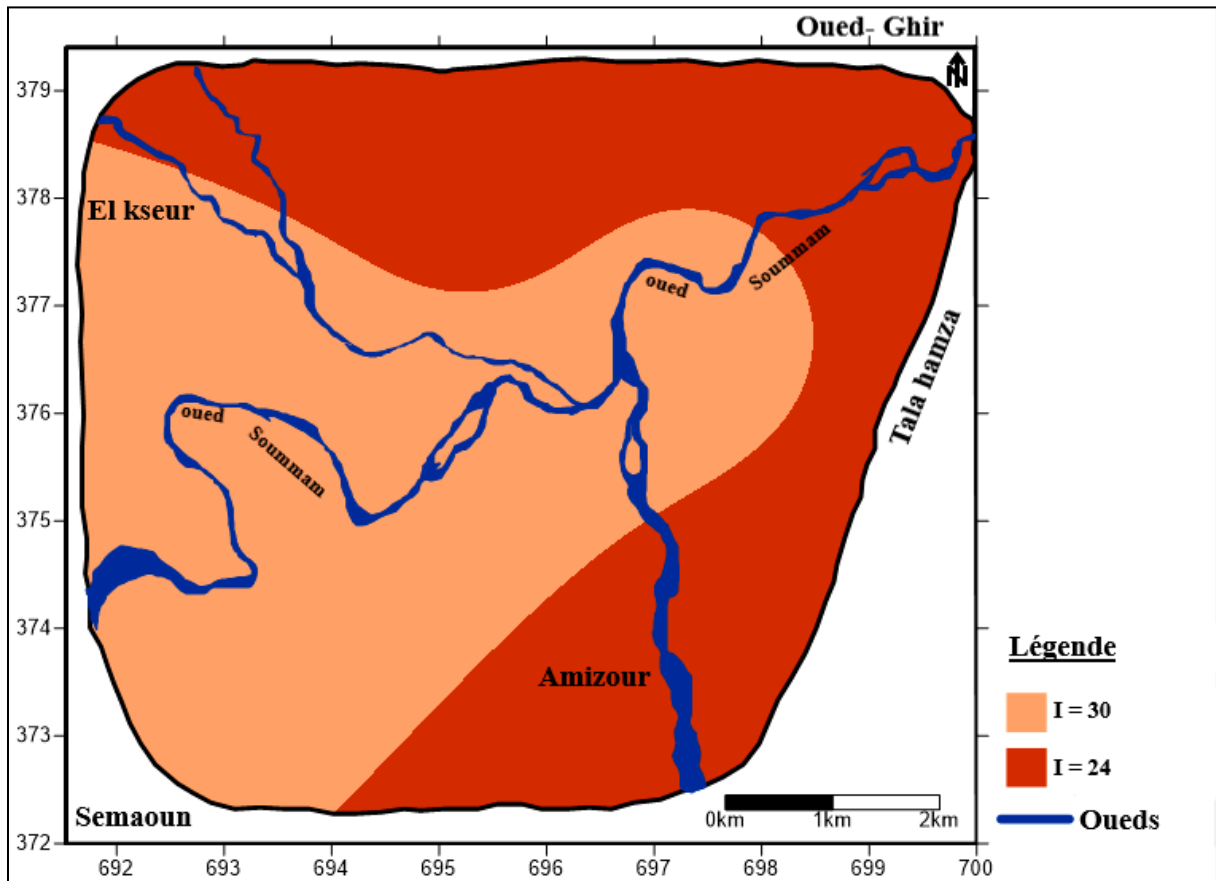 Oued- Ghir
N
379
378
El kseur
Soummam
oued
377
Tala hamza
376
oued
Soummam
375
374
Légende
Amizour
I = 30
373
I = 24
Semaoun
0km
1km
2km
Oueds
372
692
693
694
695
696
697
698
699
700